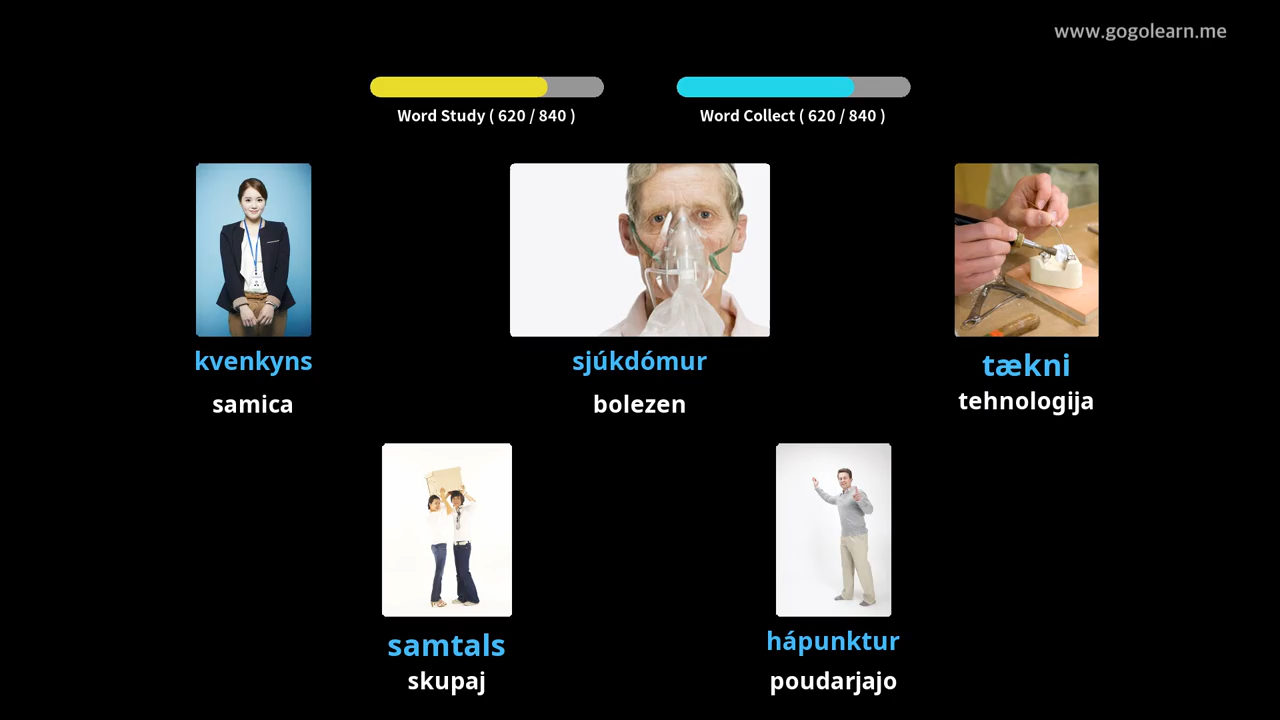 www.gogolearn.me
Word Study ( 620 / 840 )
Word Collect ( 620 / 840 )
kvenkyns
samica
sjúkdómur
bolezen
tækni
tehnologija
samtals
skupaj
hápunktur
poudarjajo